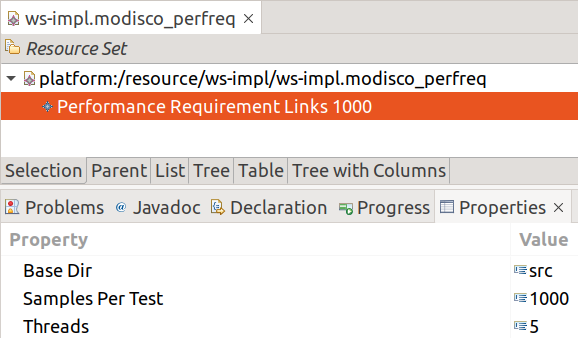 ws-impl.modisco_perfreq
Resource Set
platform:/resource/ws-impl/ws-impl.modisco_perfreq
Performance Requirement Links 1000
Selection Parent List Tree Table Tree with Columns
Problems @ Javadoc Declaration Progress Properties
Property Value
Base Dir src
Samples Per Test 1000
Threads 5